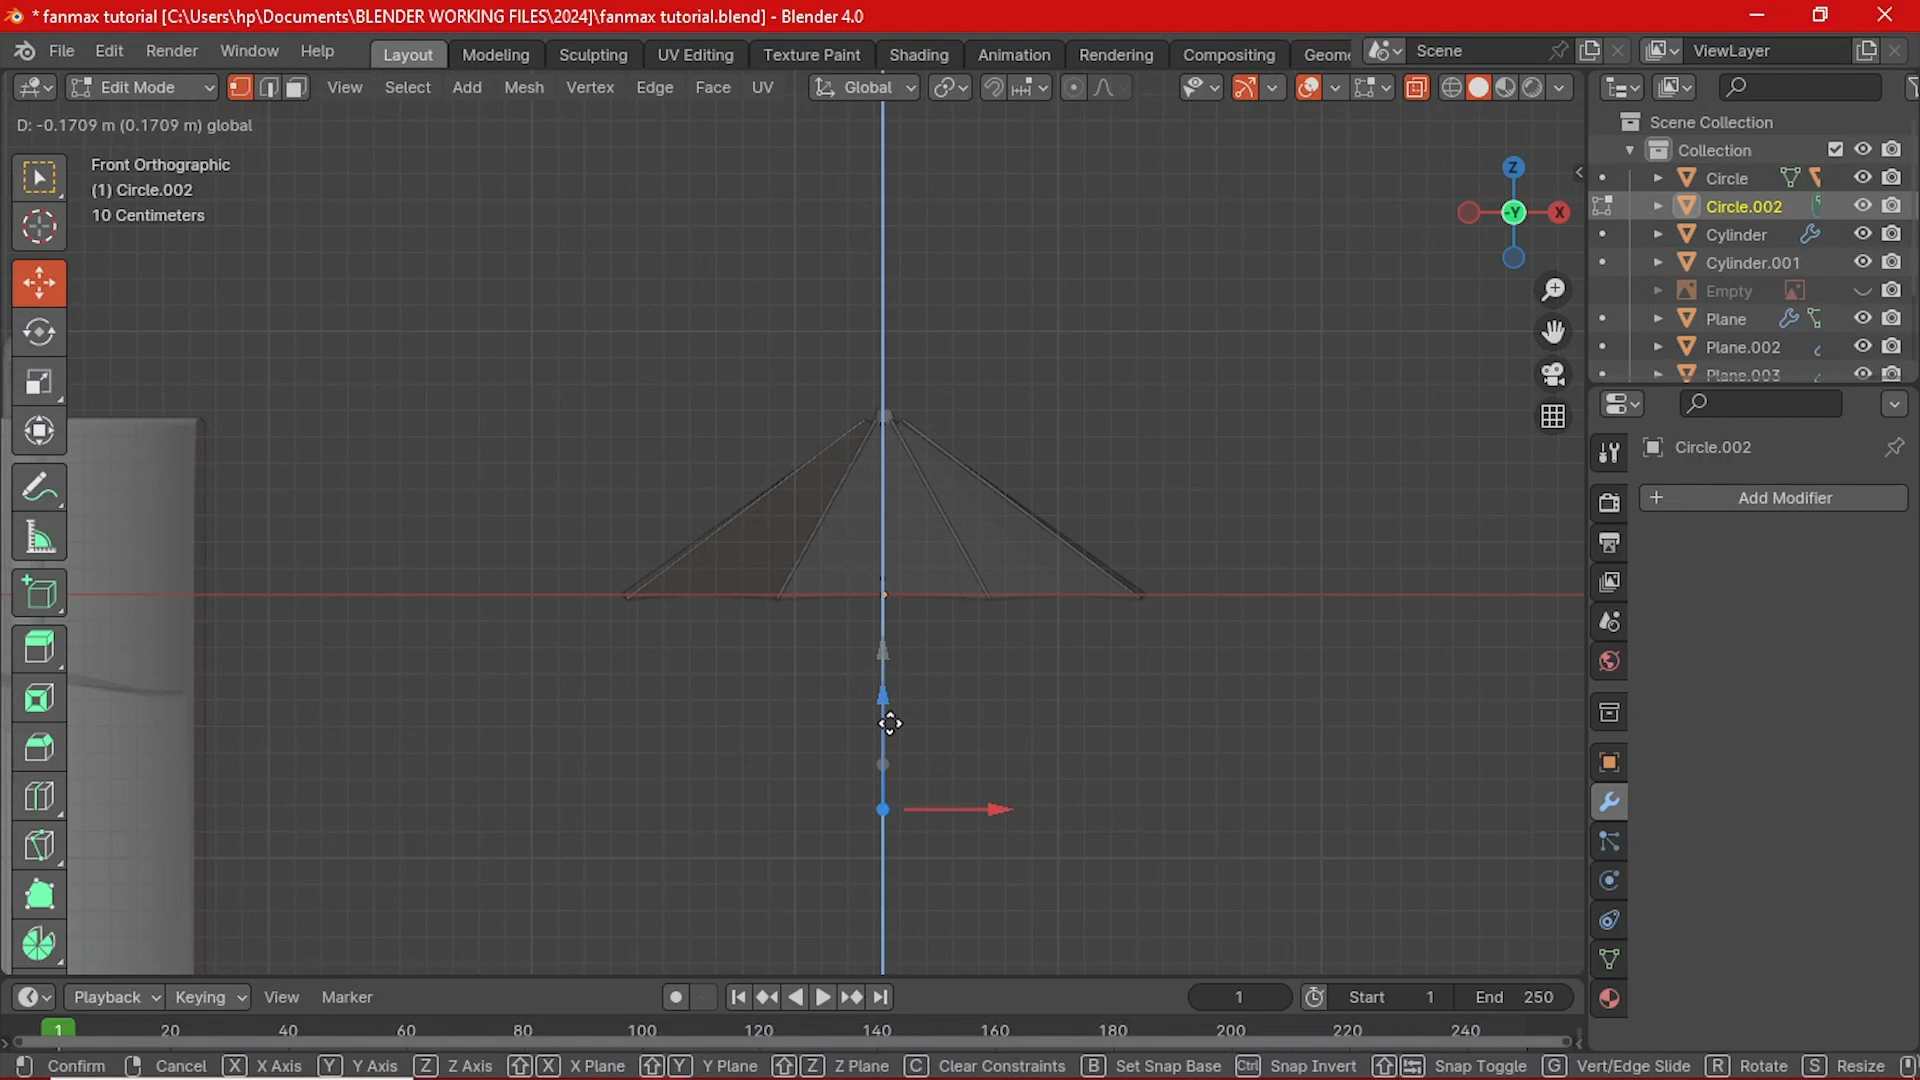 * fanmax tutorial [C:\Users\hp\Documents\BLENDER WORKING FILES\2024]\fanmax tutorial.blend] - Blender 4.0
File Edit Render Window Help Layout Modeling Sculpting UV Editing Texture Paint Shading Animation Rendering Compositing Geome Scene ViewLayer
Edit Mode View Select Add Mesh Vertex Edge Face UV Global
D: -0.1709 m (0.1709 m) global
Front Orthographic
(1) Circle.002
10 Centimeters
Z
-Y X
Scene Collection
Collection
Circle
Circle.002
Cylinder
Cylinder.001
Empty
Plane
Plane.002
Plane.003
Circle.002
+ Add Modifier
Playback Keying View Marker 1 Start 1 End 250
1 20 40 60 80 100 120 140 160 180 200 220 240
Confirm Cancel X X Axis Y Y Axis Z Z Axis X X Plane Y Y Plane Z Z Plane C Clear Constraints B Set Snap Base Ctrl Snap Invert Snap Toggle G Vert/Edge Slide R Rotate S Resize